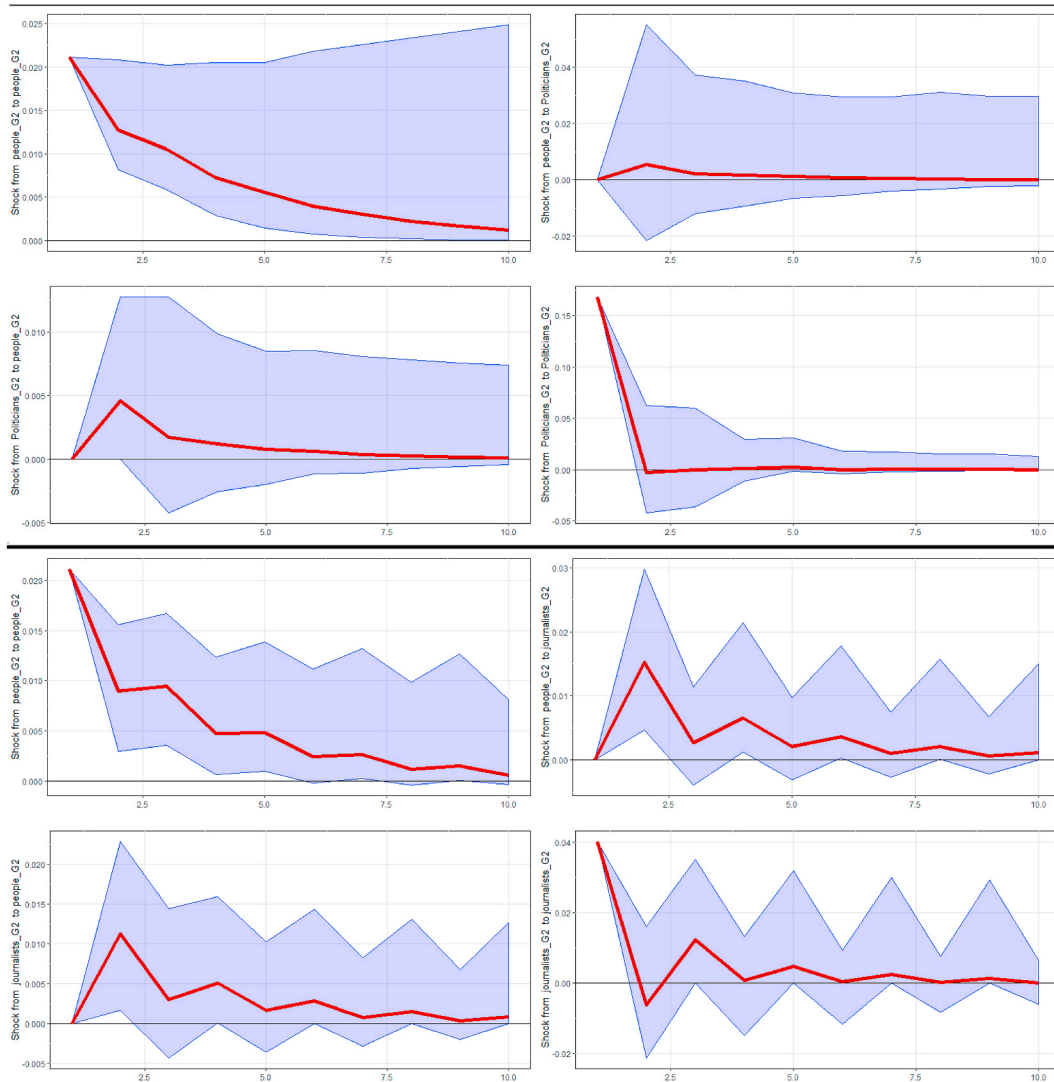 Shock from people_G2 to people_G2
0.025
0.020
0.015
0.010
0.005
0.000
2.5 5.0 7.5 10.0
Shock from people_G2 to Politicians_G2
0.04
0.02
0.00
-0.02
2.5 5.0 7.5 10.0
Shock from Politicians_G2 to people_G2
0.010
0.005
0.000
-0.005
2.5 5.0 7.5 10.0
Shock from Politicians_G2 to Politicians_G2
0.15
0.10
0.05
0.00
-0.05
2.5 5.0 7.5 10.0
Shock from people_G2 to people_G2
0.020
0.015
0.010
0.005
0.000
2.5 5.0 7.5 10.0
Shock from people_G2 to journalists_G2
0.03
0.02
0.01
0.00
2.5 5.0 7.5 10.0
Shock from journalists_G2 to people_G2
0.020
0.015
0.010
0.005
0.000
-0.005
2.5 5.0 7.5 10.0
Shock from journalists_G2 to journalists_G2
0.04
0.02
0.00
-0.02
2.5 5.0 7.5 10.0